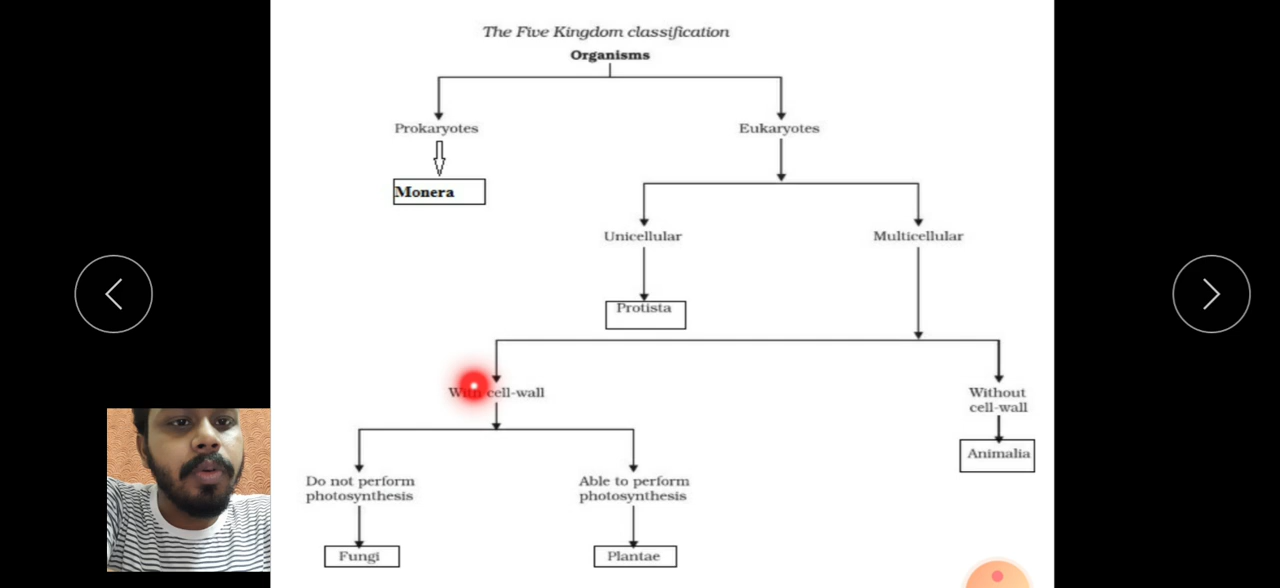 The Five Kingdom classification
Organisms
Prokaryotes
Eukaryotes
Monera
Unicellular
Multicellular
Protista
With cell-wall
Without
cell-wall
Animalia
Do not perform
photosynthesis
Able to perform
photosynthesis
Fungi
Plantae